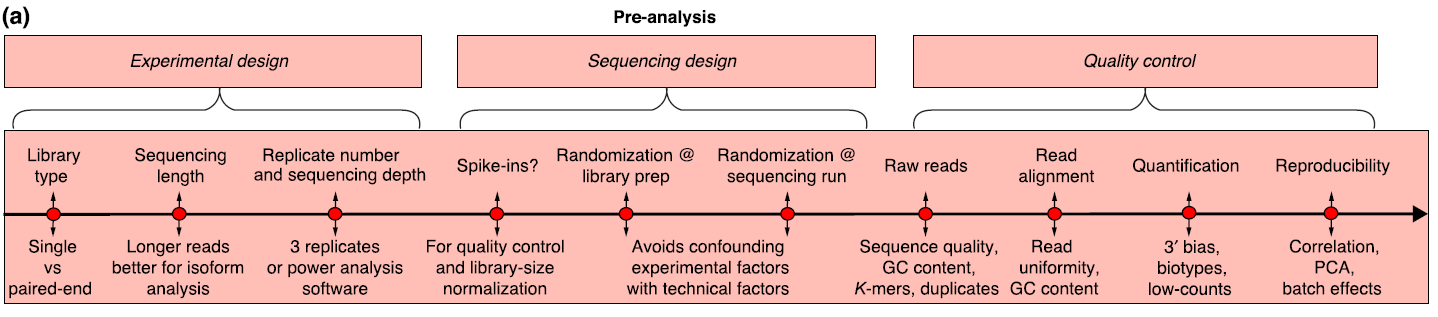 (a)
Pre-analysis
Experimental design
Sequencing design
Quality control
Library
type
Sequencing
length
Replicate number
and sequencing depth
Spike-ins?
Randomization @
library prep
Randomization @
sequencing run
Raw reads
Read
alignment
Quantification
Reproducibility
Single
vs
paired-end
Longer reads
better for isoform
analysis
3 replicates
or power analysis
software
For quality control
and library-size
normalization
Avoids confounding
experimental factors
with technical factors
Sequence quality,
GC content,
K-mers, duplicates
Read
uniformity,
GC content
3′ bias,
biotypes,
low-counts
Correlation,
PCA,
batch effects